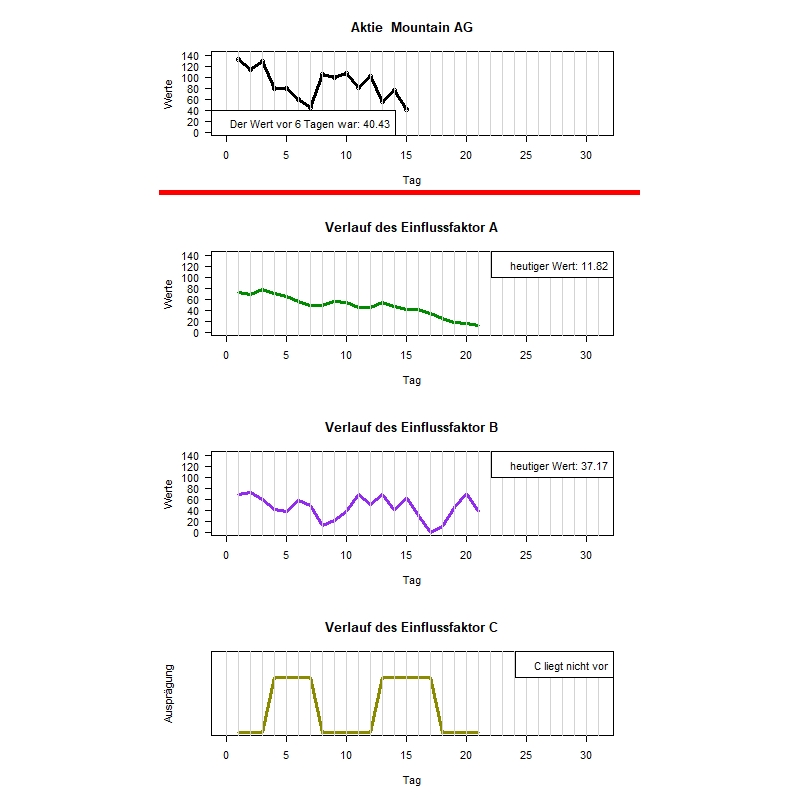 Aktie  Mountain AG
Werte
140
120
100
80
60
40
20
0
Der Wert vor 6 Tagen war: 40.43
0 5 10 15 20 25 30
Tag
Verlauf des Einflussfaktor A
Werte
140
120
100
80
60
40
20
0
heutiger Wert: 11.82
0 5 10 15 20 25 30
Tag
Verlauf des Einflussfaktor B
Werte
140
120
100
80
60
40
20
0
heutiger Wert: 37.17
0 5 10 15 20 25 30
Tag
Verlauf des Einflussfaktor C
Ausprägung
C liegt nicht vor
0 5 10 15 20 25 30
Tag